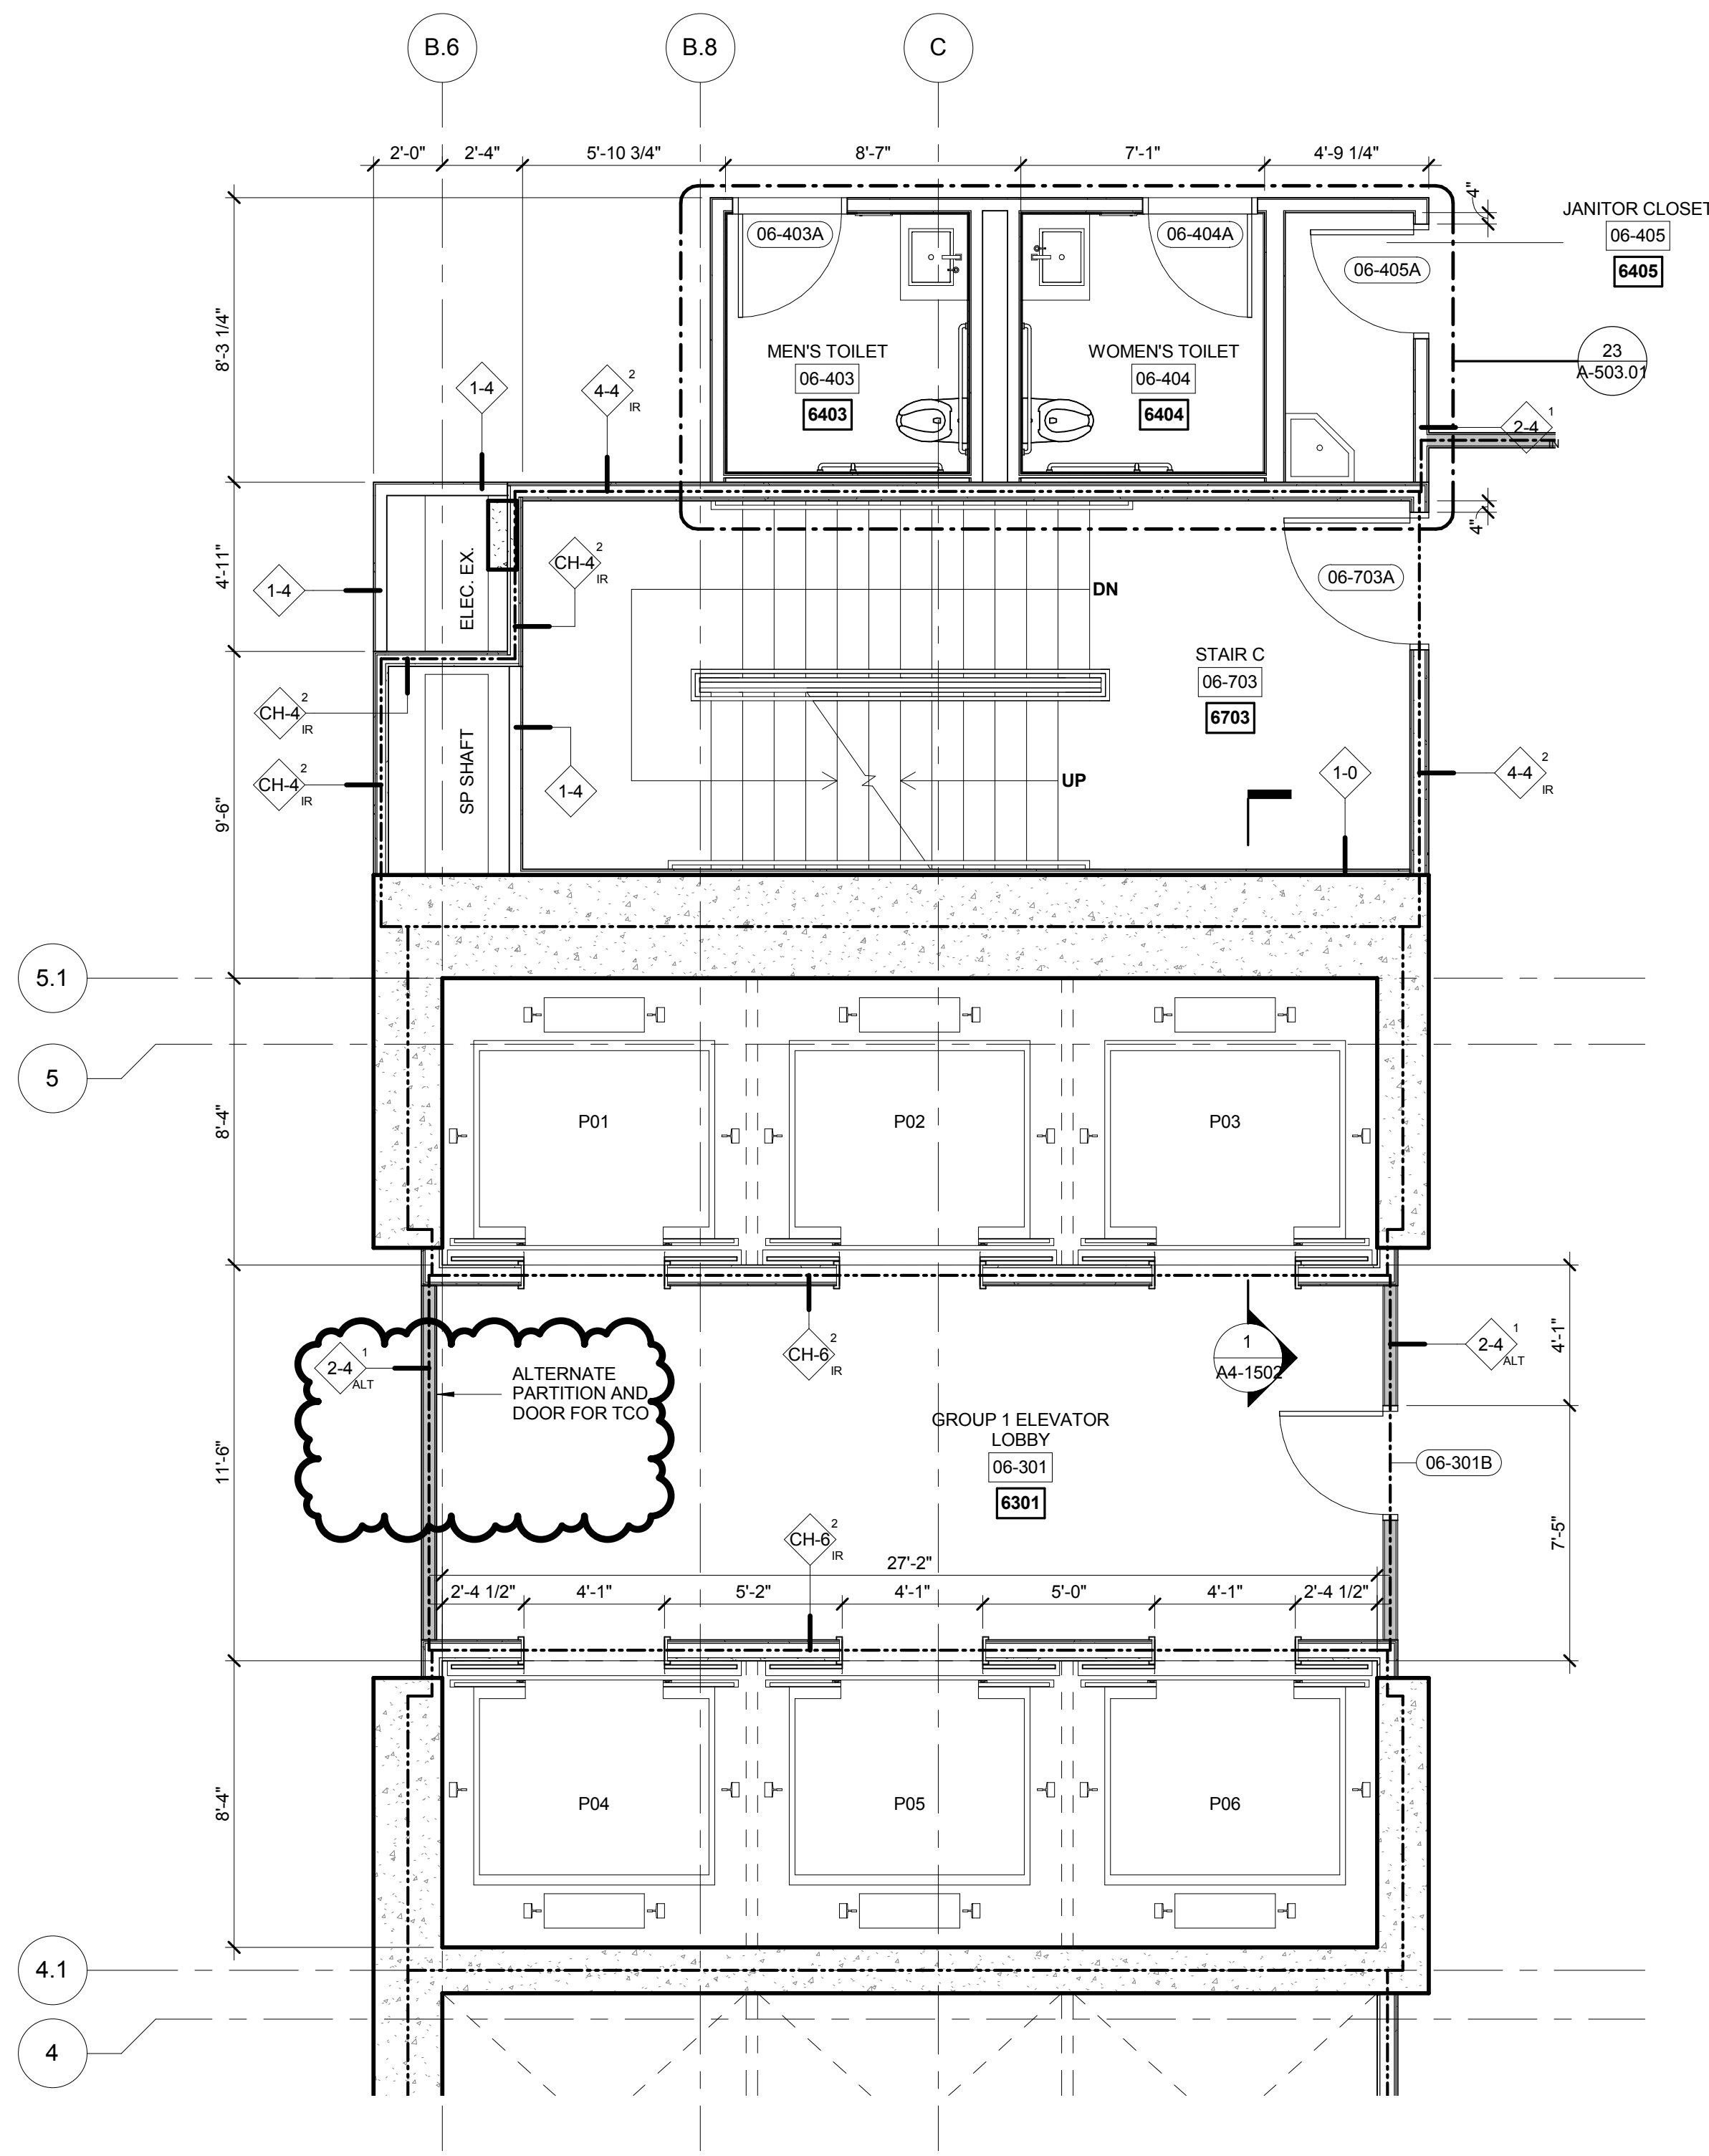 B.6
B.8
C
2'-0"
2'-4"
5'-10 3/4"
8'-7"
7'-1"
4'-9 1/4"
4"
JANITOR CLOSET
06-405
6405
06-403A
06-404A
06-405A
8'-3 1/4"
MEN'S TOILET
06-403
6403
WOMEN'S TOILET
06-404
6404
23
A-503.01
1-4
4-4
2
IR
2-4
1
IN
4"
4'-11"
1-4
ELEC. EX.
CH-4
2
IR
DN
06-703A
STAIR C
06-703
6703
CH-4
2
IR
CH-4
2
IR
9'-6"
SP SHAFT
1-4
UP
1-0
4-4
2
IR
5.1
5
8'-4"
P01
P02
P03
2-4
1
ALT
ALTERNATE
PARTITION AND
DOOR FOR TCO
CH-6
2
IR
1
A4-1502
2-4
1
ALT
4'-1"
11'-6"
GROUP 1 ELEVATOR
LOBBY
06-301
6301
06-301B
7'-5"
CH-6
2
IR
27'-2"
2'-4 1/2"
4'-1"
5'-2"
4'-1"
5'-0"
4'-1"
2'-4 1/2"
8'-4"
P04
P05
P06
4.1
4